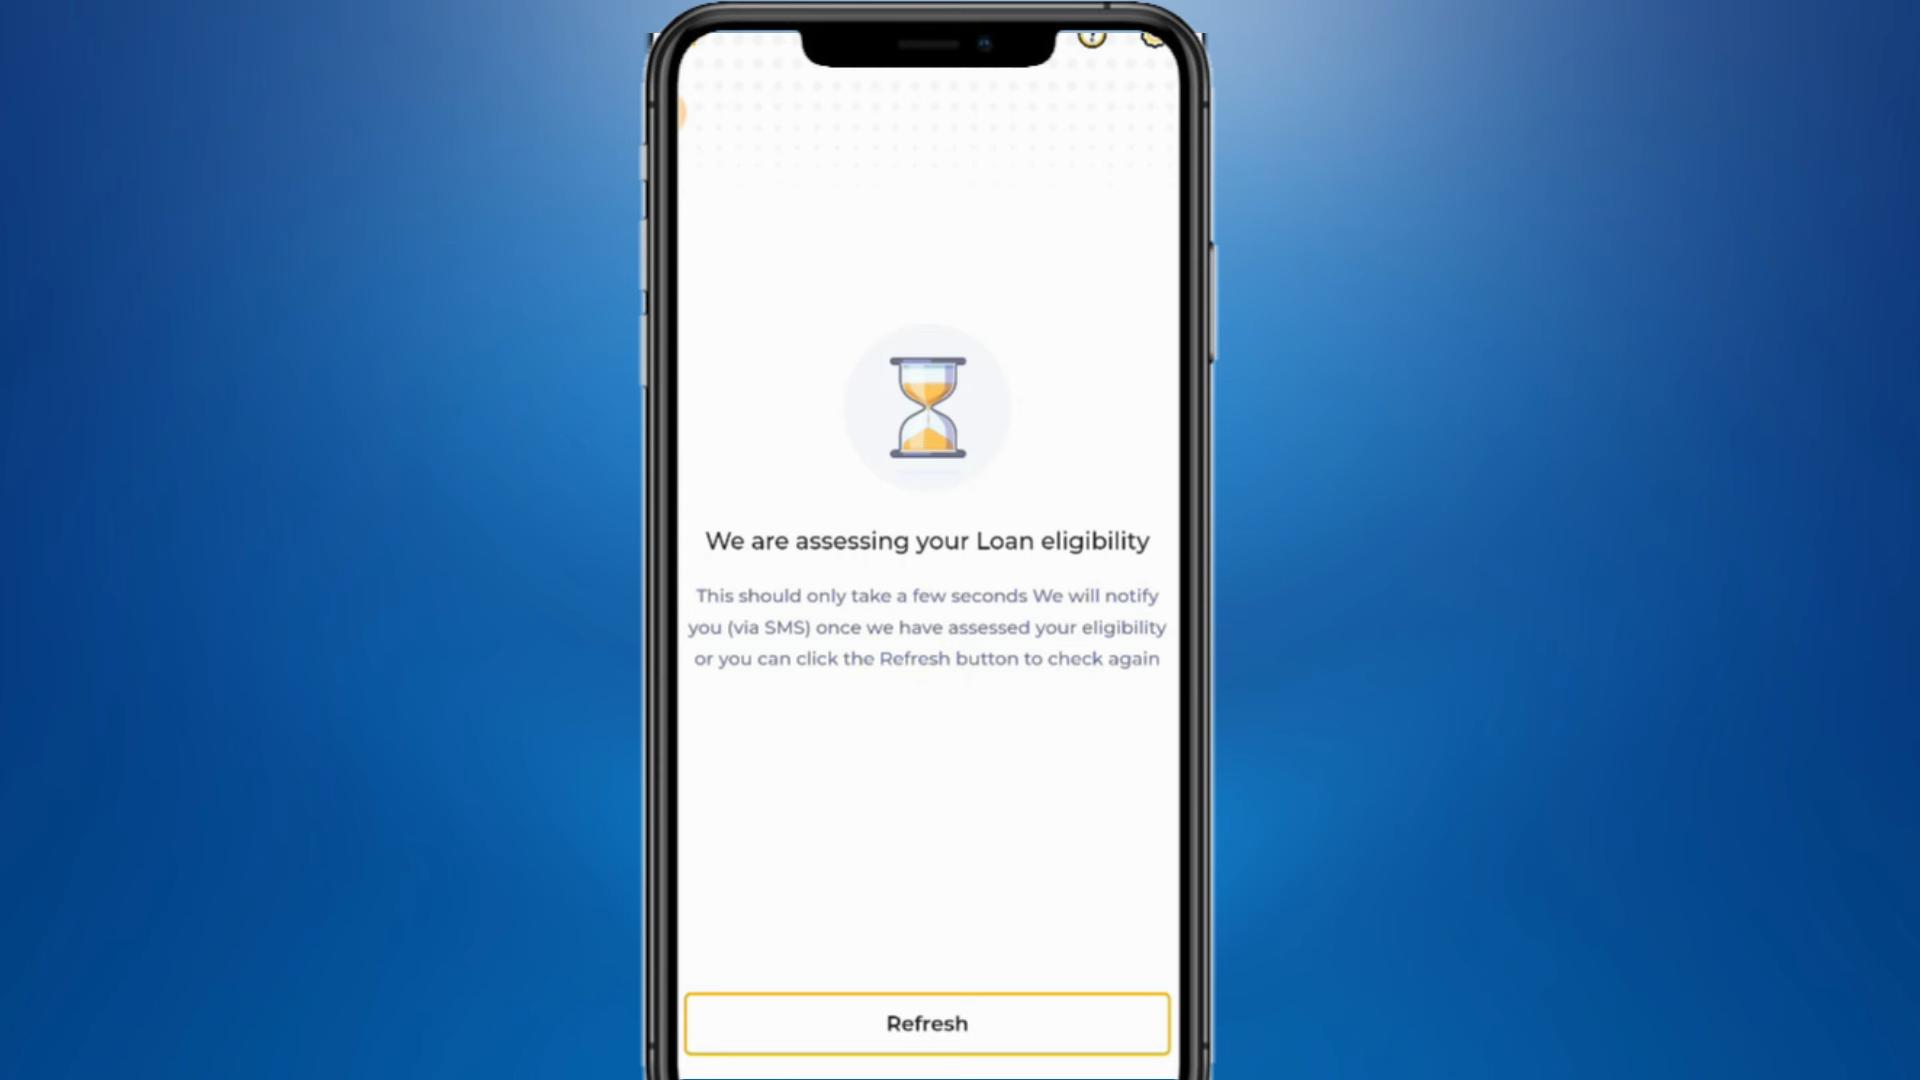 We are assessing your Loan eligibility
This should only take a few seconds We will notify
you (via SMS) once we have assessed your eligibility
or you can click the Refresh button to check again
Refresh